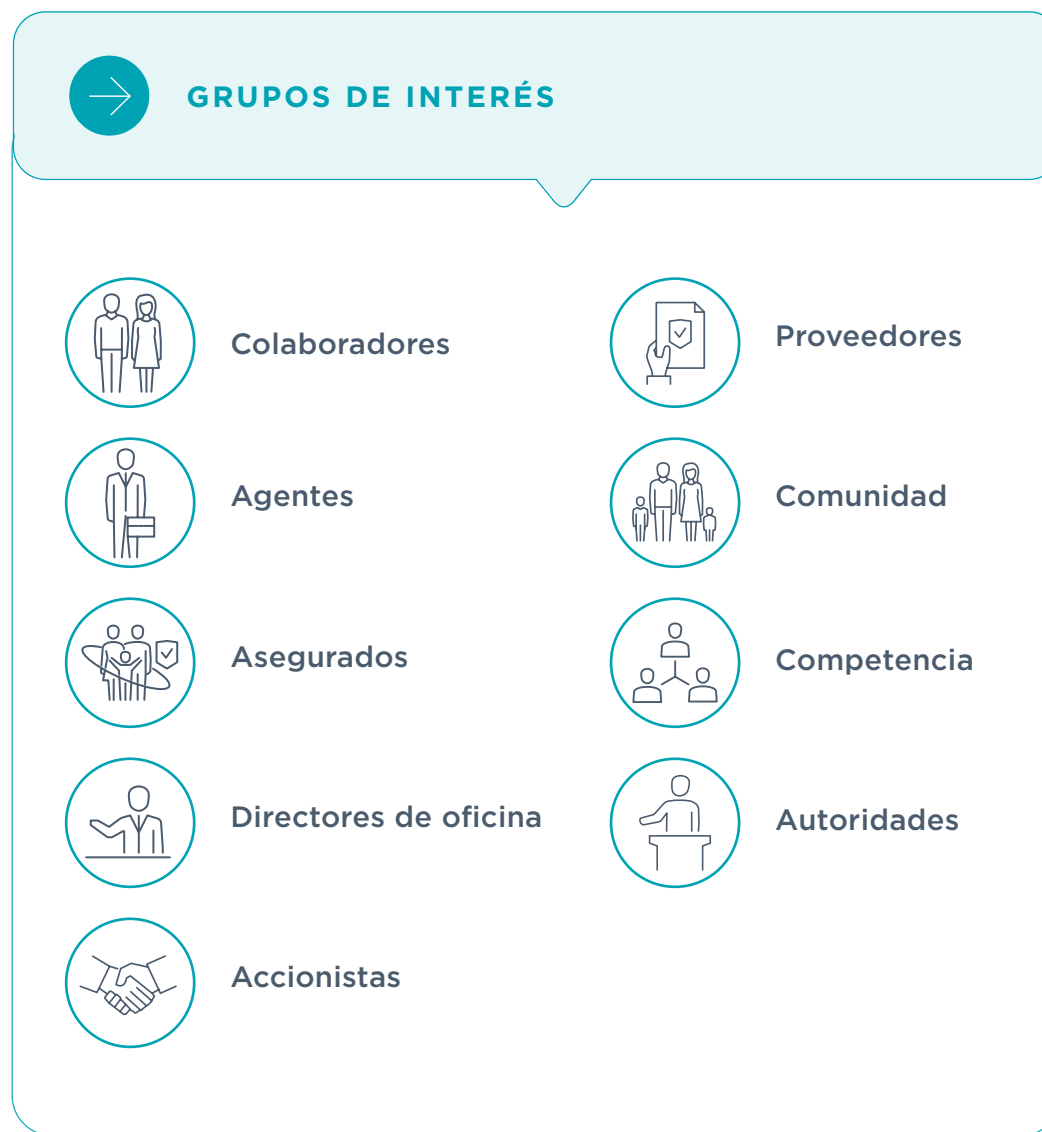 GRUPOS DE INTERÉS
Colaboradores
Agentes
Asegurados
Directores de oficina
Accionistas
Proveedores
Comunidad
Competencia
Autoridades